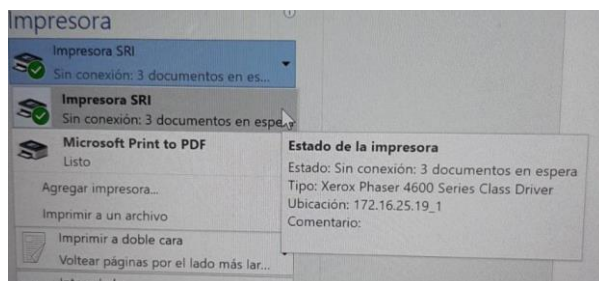 Impresora
Impresora SRI
Sin conexión: 3 documentos en es...
Impresora SRI
Sin conexión: 3 documentos en espe
Microsoft Print to PDF
Listo
Estado de la impresora
Estado: Sin conexión: 3 documentos en espera
Tipo: Xerox Phaser 4600 Series Class Driver
Ubicación: 172.16.25.19_1
Comentario:
Agregar impresora...
Imprimir a un archivo
Imprimir a doble cara
Voltear páginas por el lado más lar...